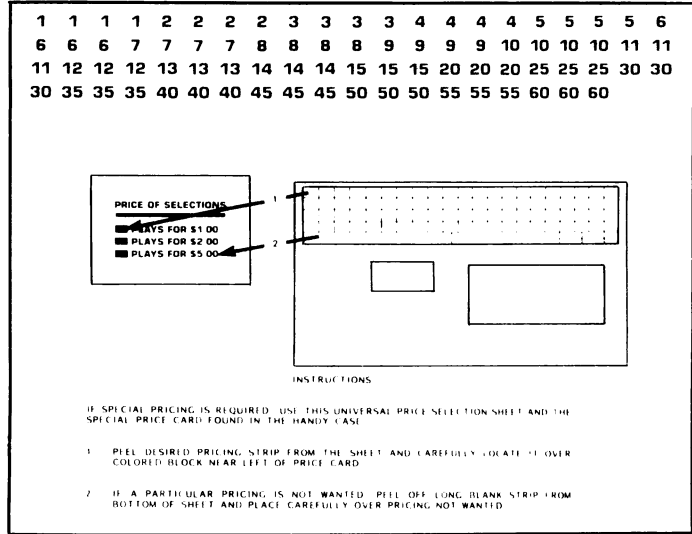 1 1 1 1 2 2 2 2 3 3 3 3 4 4 4 4 5 5 5 5 6
6 6 6 7 7 7 7 8 8 8 8 9 9 9 9 10 10 10 10 11 11
11 12 12 12 13 13 13 14 14 14 15 15 15 20 20 20 25 25 25 30 30
30 35 35 35 40 40 40 45 45 45 50 50 50 55 55 55 60 60 60
PRICE OF SELECTIONS
PLAYS FOR $1 00
PLAYS FOR $2 00
PLAYS FOR $5 00
1
2
INSTRUCTIONS
IF SPECIAL PRICING IS REQUIRED USE THIS UNIVERSAL PRICE SELECTION SHEET AND THE
SPECIAL PRICE CARD FOUND IN THE HANDY CASE
1 PEEL DESIRED PRICING STRIP FROM THE SHEET AND CAREFULLY LOCATE IT OVER
COLORED BLOCK NEAR LEFT OF PRICE CARD
2 IF A PARTICULAR PRICING IS NOT WANTED PEEL OFF LONG BLANK STRIP FROM
BOTTOM OF SHEET AND PLACE CAREFULLY OVER PRICING NOT WANTED